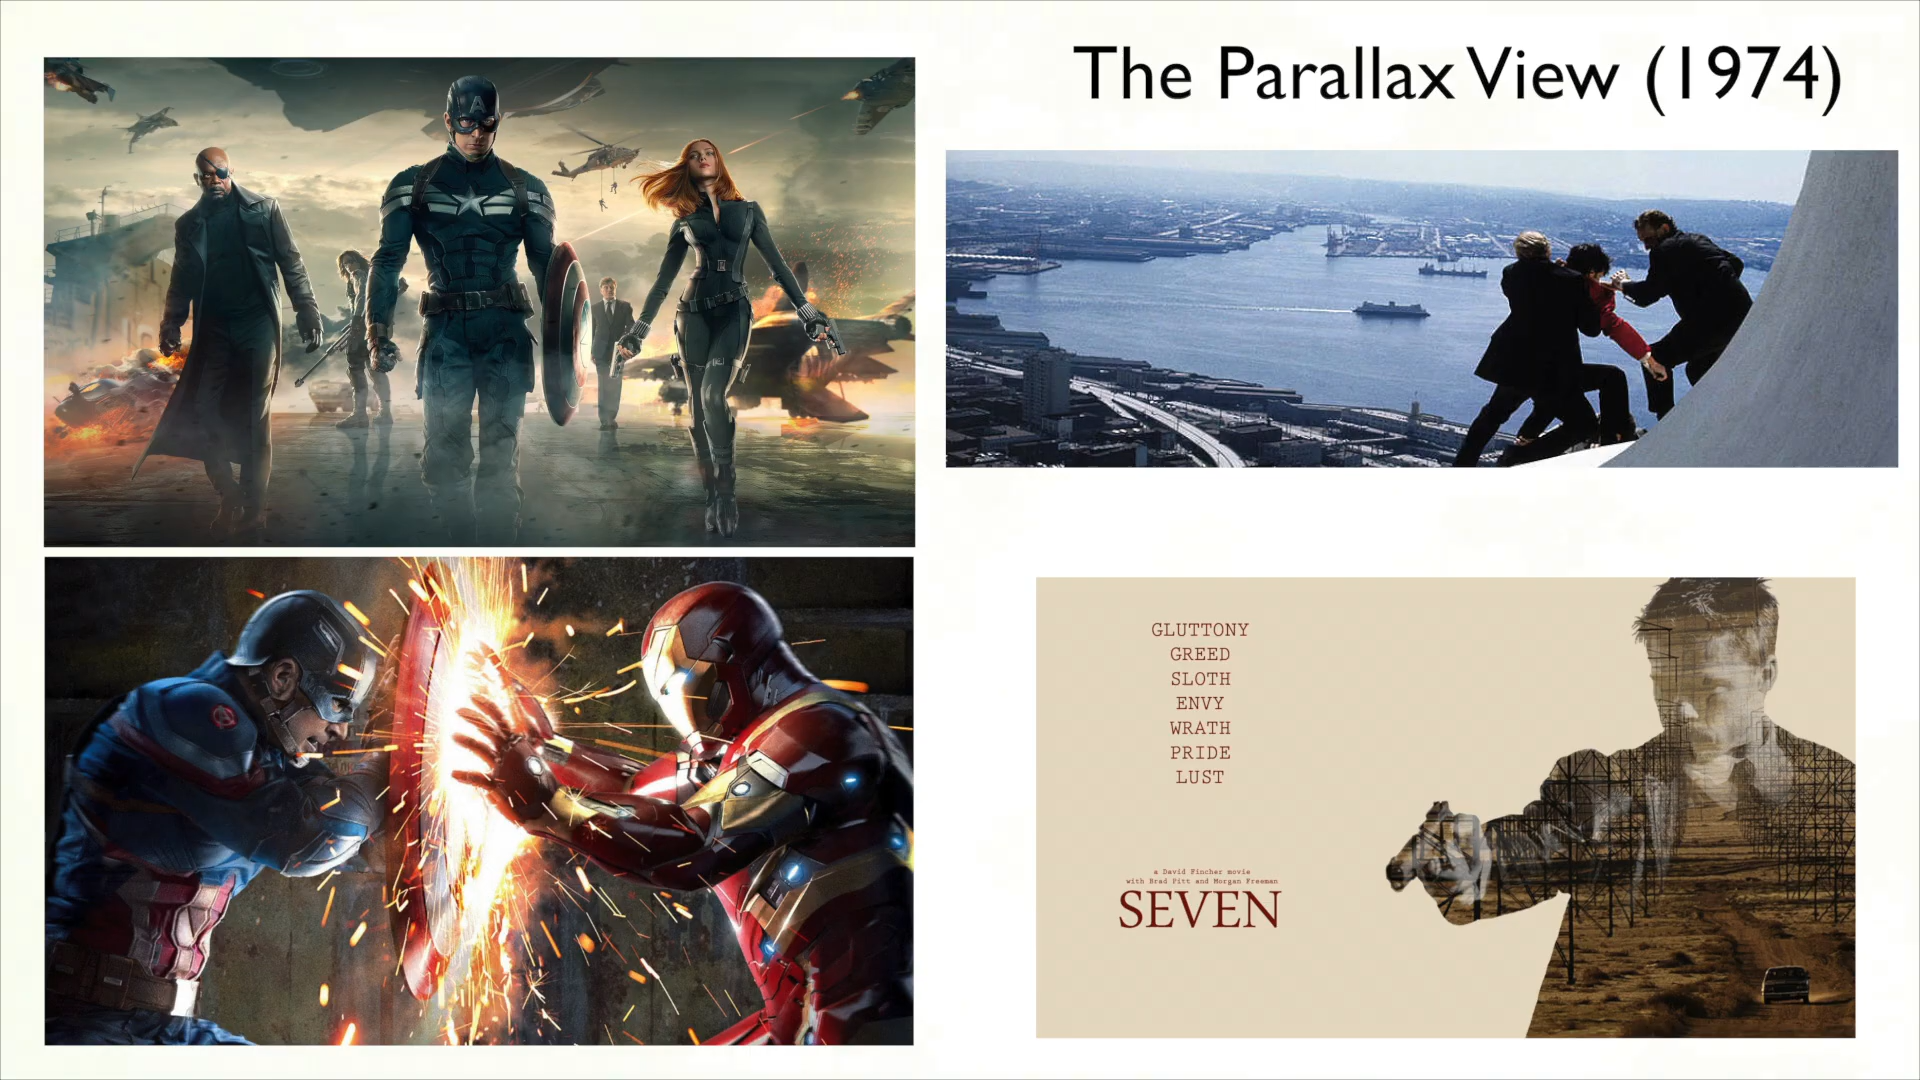 The Parallax View (1974)
GLUTTONY
GREED
SLOTH
ENVY
WRATH
PRIDE
LUST
a David Fincher movie
with Brad Pitt and Morgan Freeman
SEVEN
A